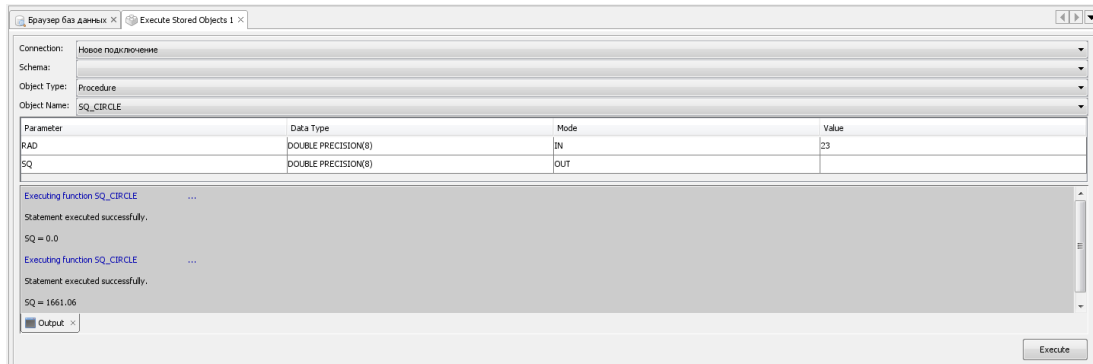 Браузер баз данных × Execute Stored Objects 1 ×
Connection: Новое подключение
Schema:
Object Type: Procedure
Object Name: SQ_CIRCLE
Parameter Data Type Mode Value
RAD DOUBLE PRECISION(8) IN 23
SQ DOUBLE PRECISION(8) OUT
Executing function SQ_CIRCLE ...
Statement executed successfully.
SQ = 0.0
Executing function SQ_CIRCLE ...
Statement executed successfully.
SQ = 1661.06
Output ×
Execute